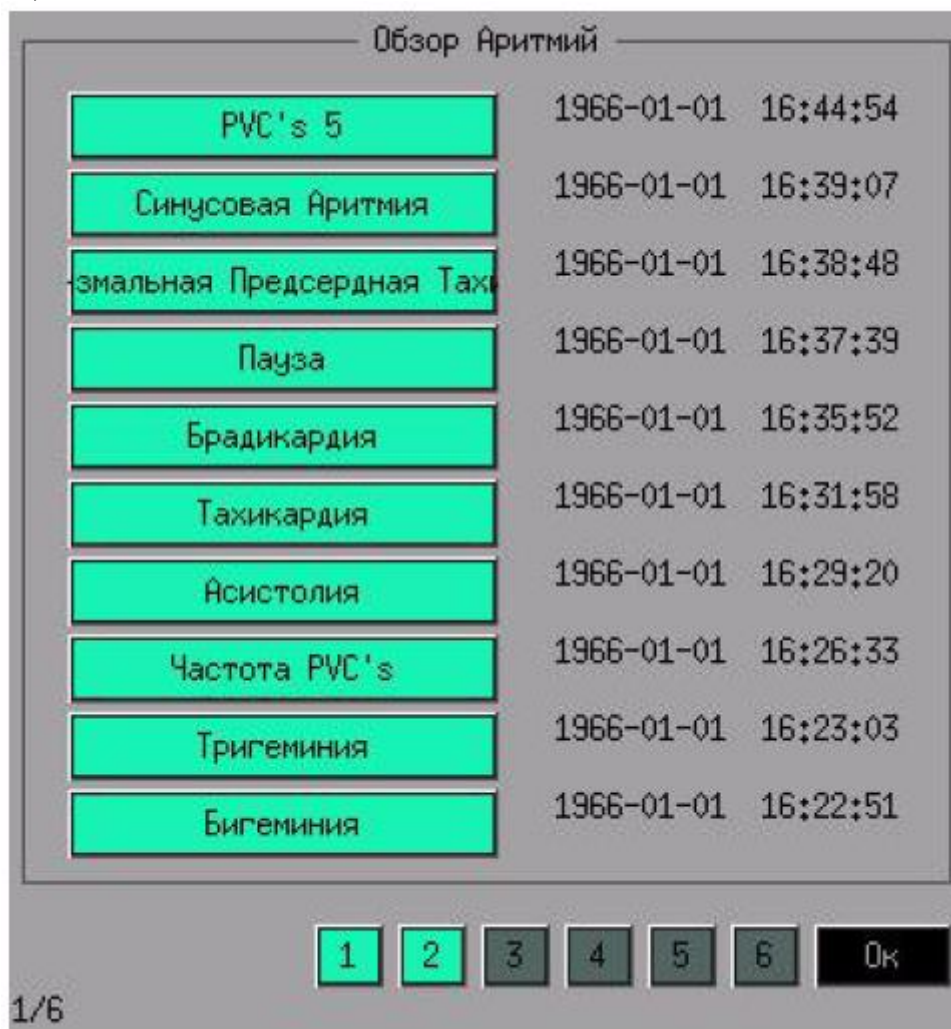 Обзор Аритмий
PVC's 5 1966-01-01 16:44:54
Синусовая Аритмия 1966-01-01 16:39:07
змальная Предсердная Тахи 1966-01-01 16:38:48
Пауза 1966-01-01 16:37:39
Брадикардия 1966-01-01 16:35:52
Тахикардия 1966-01-01 16:31:58
Асистолия 1966-01-01 16:29:20
Частота PVC's 1966-01-01 16:26:33
Тригеминия 1966-01-01 16:23:03
Бигеминия 1966-01-01 16:22:51
1 2 3 4 5 6 Ок
1/6